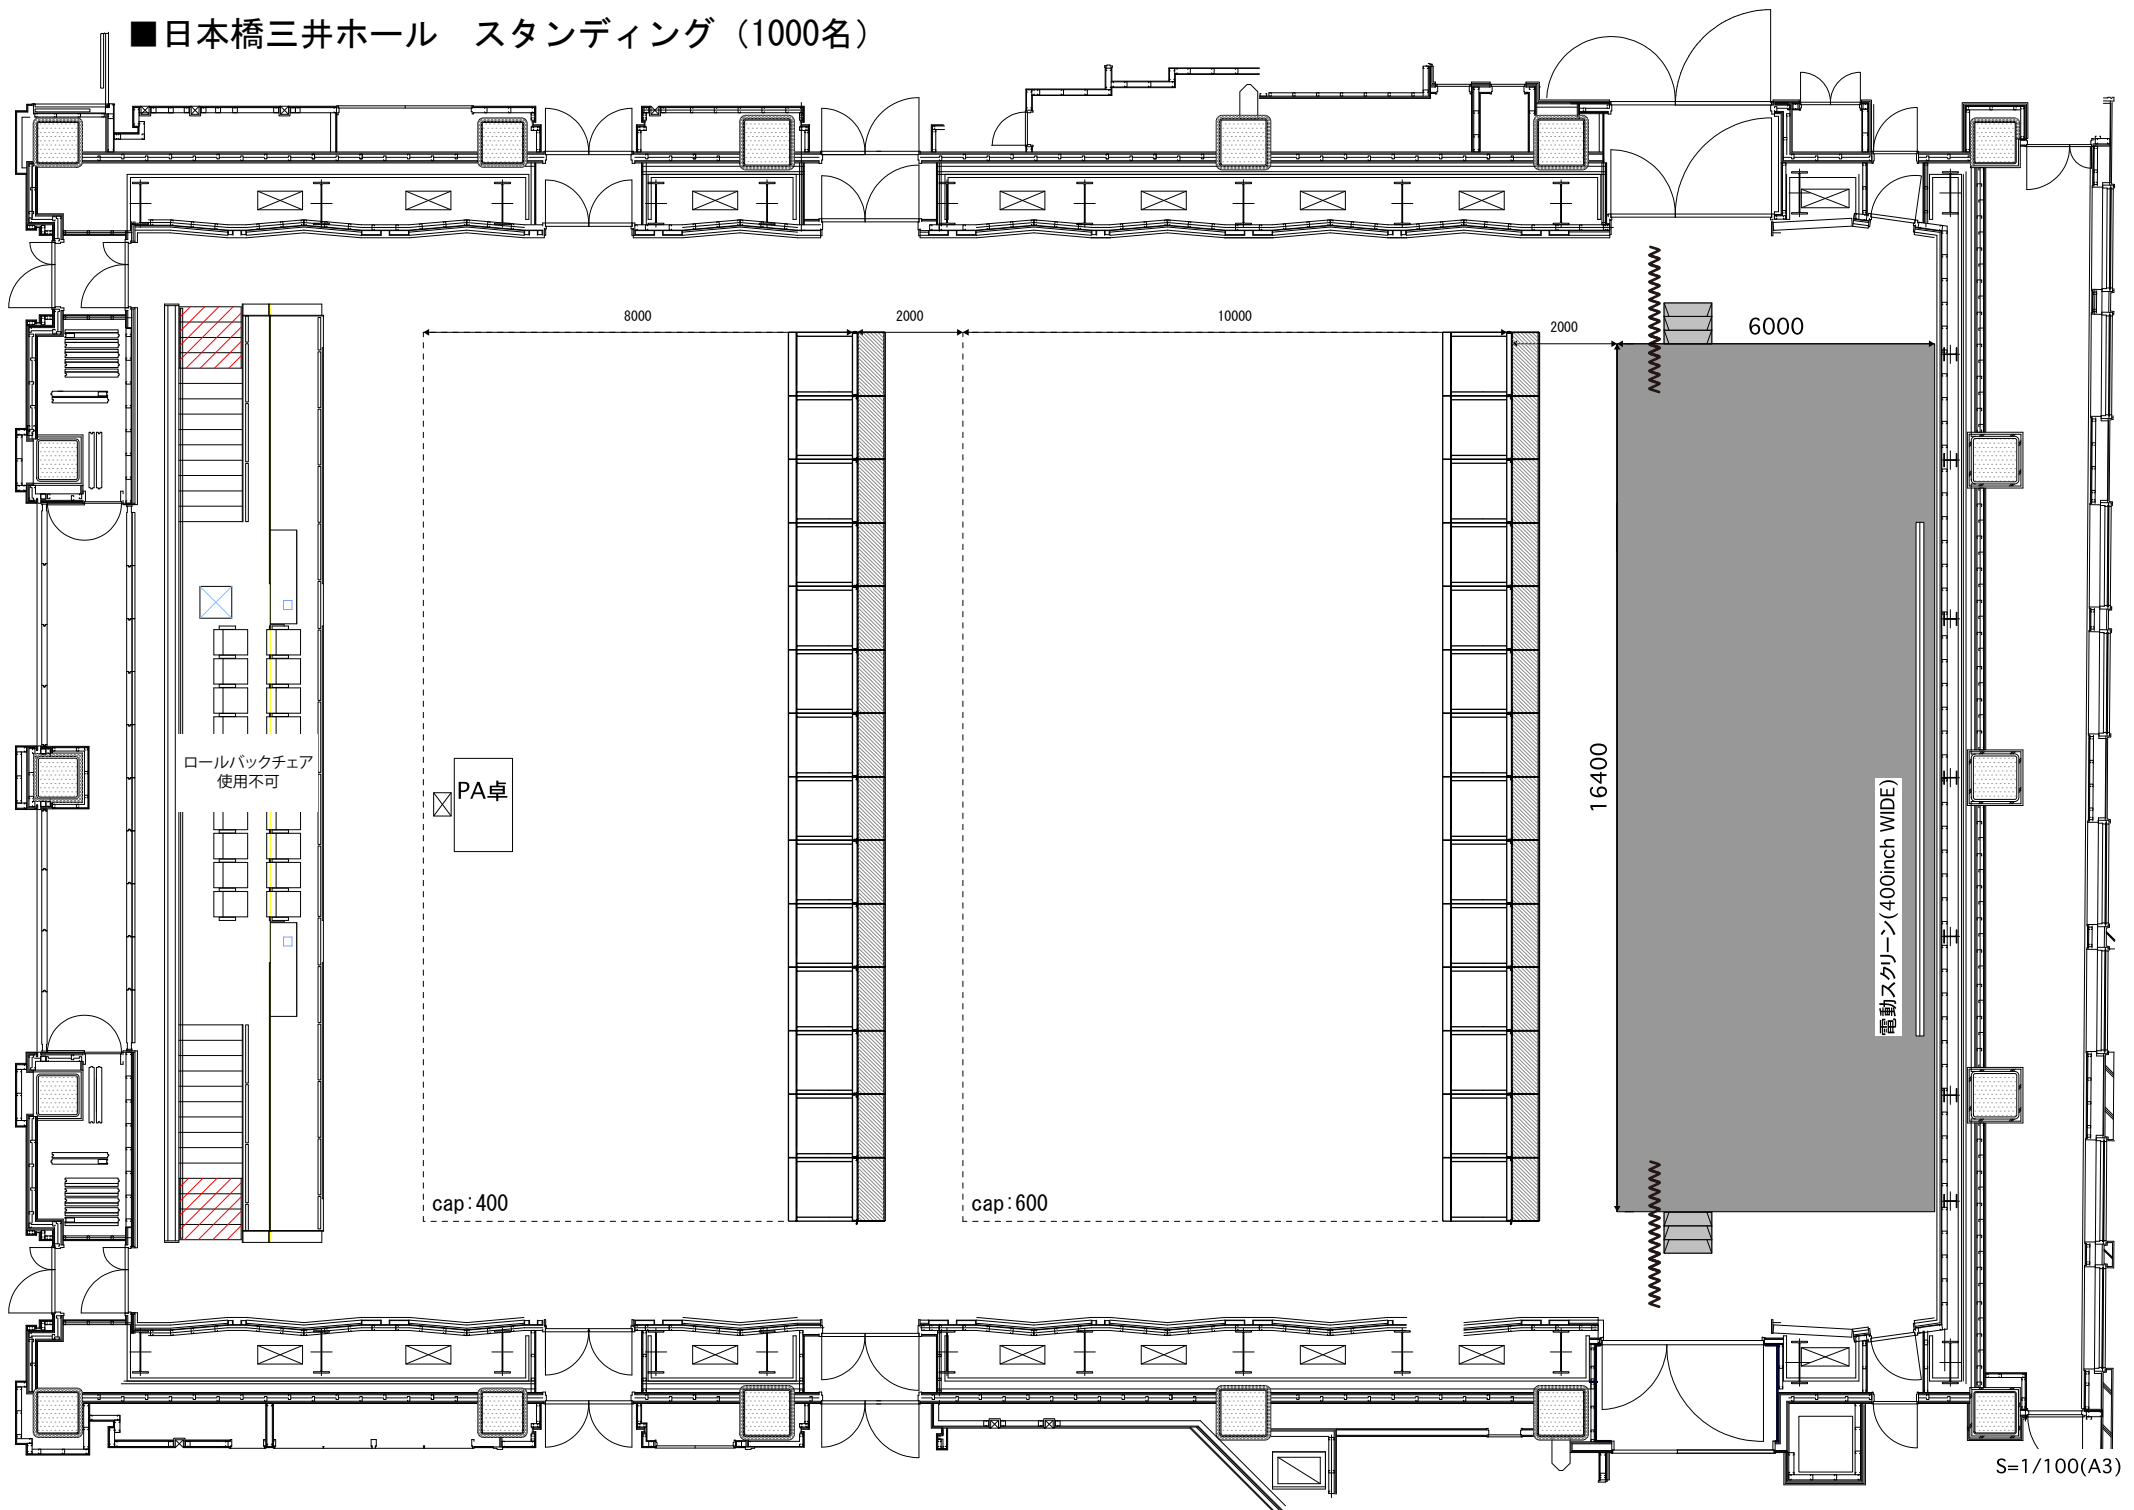 ■日本橋三井ホール　スタンディング（1000名）
8000
2000
10000
2000
6000
ロールバックチェア
使用不可
PA卓
16400
電動スクリーン(400inch WIDE)
cap:400
cap:600
S=1/100(A3)